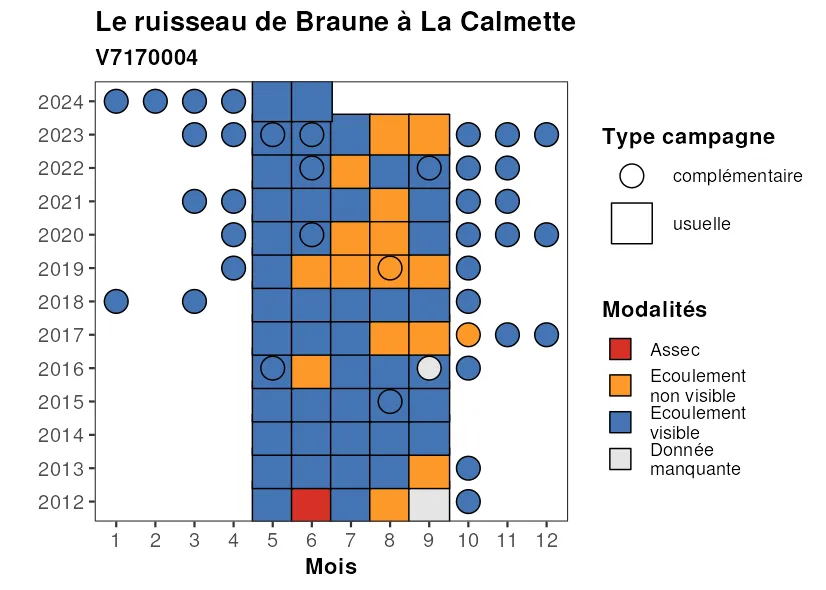 Le ruisseau de Braune à La Calmette
V7170004
2024
2023
2022
2021
2020
2019
2018
2017
2016
2015
2014
2013
2012
1 2 3 4 5 6 7 8 9 10 11 12
Mois
Type campagne
complémentaire
usuelle
Modalités
Assec
Ecoulement
non visible
Ecoulement
visible
Donnée
manquante